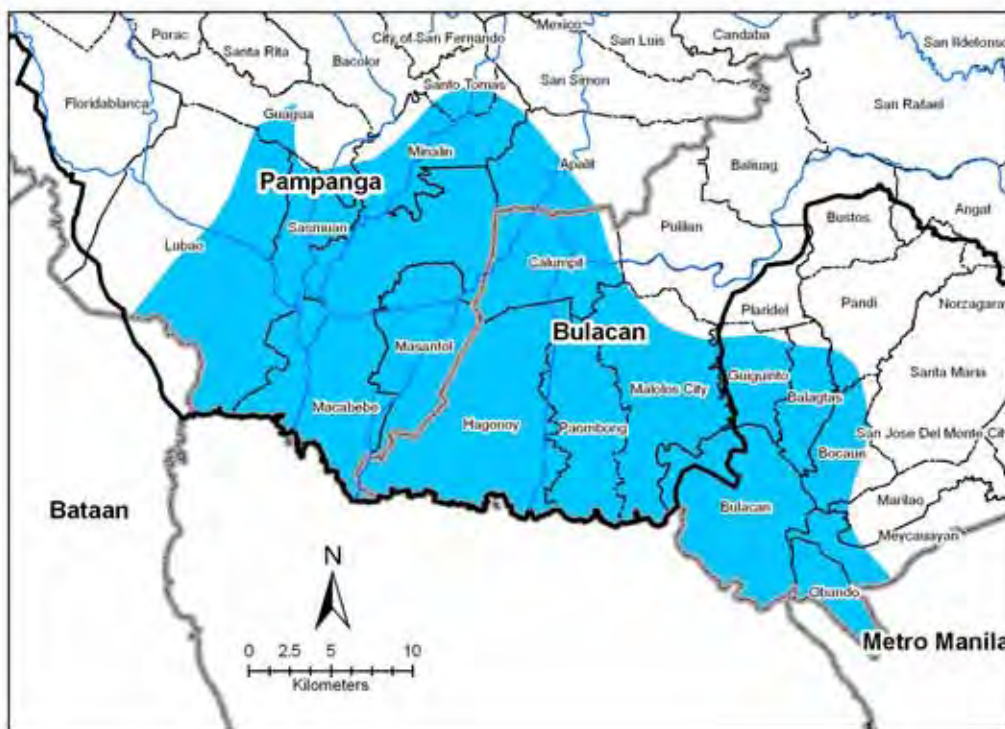 Porac
Santa Rita
Bacolor
City of San Fernando
Mexico
San Luis
Candaba
San Ildefonso
Floridablanca
Guagua
Santo Tomas
San Simon
San Rafael
Minalin
Apalit
Baliuag
Pampanga
Sasmuan
Lubao
Calumpit
Pulilan
Bustos
Angat
Plaridel
Pandi
Norzagaray
Bulacan
Masantol
Malolos City
Guiguinto
Balagtas
Santa Maria
Macabebe
Hagonoy
Paombong
San Jose Del Monte City
Bocaue
Bataan
Bulacan
Marilao
Meycauayan
N
Obando
Metro Manila
0 2.5 5 10
Kilometers